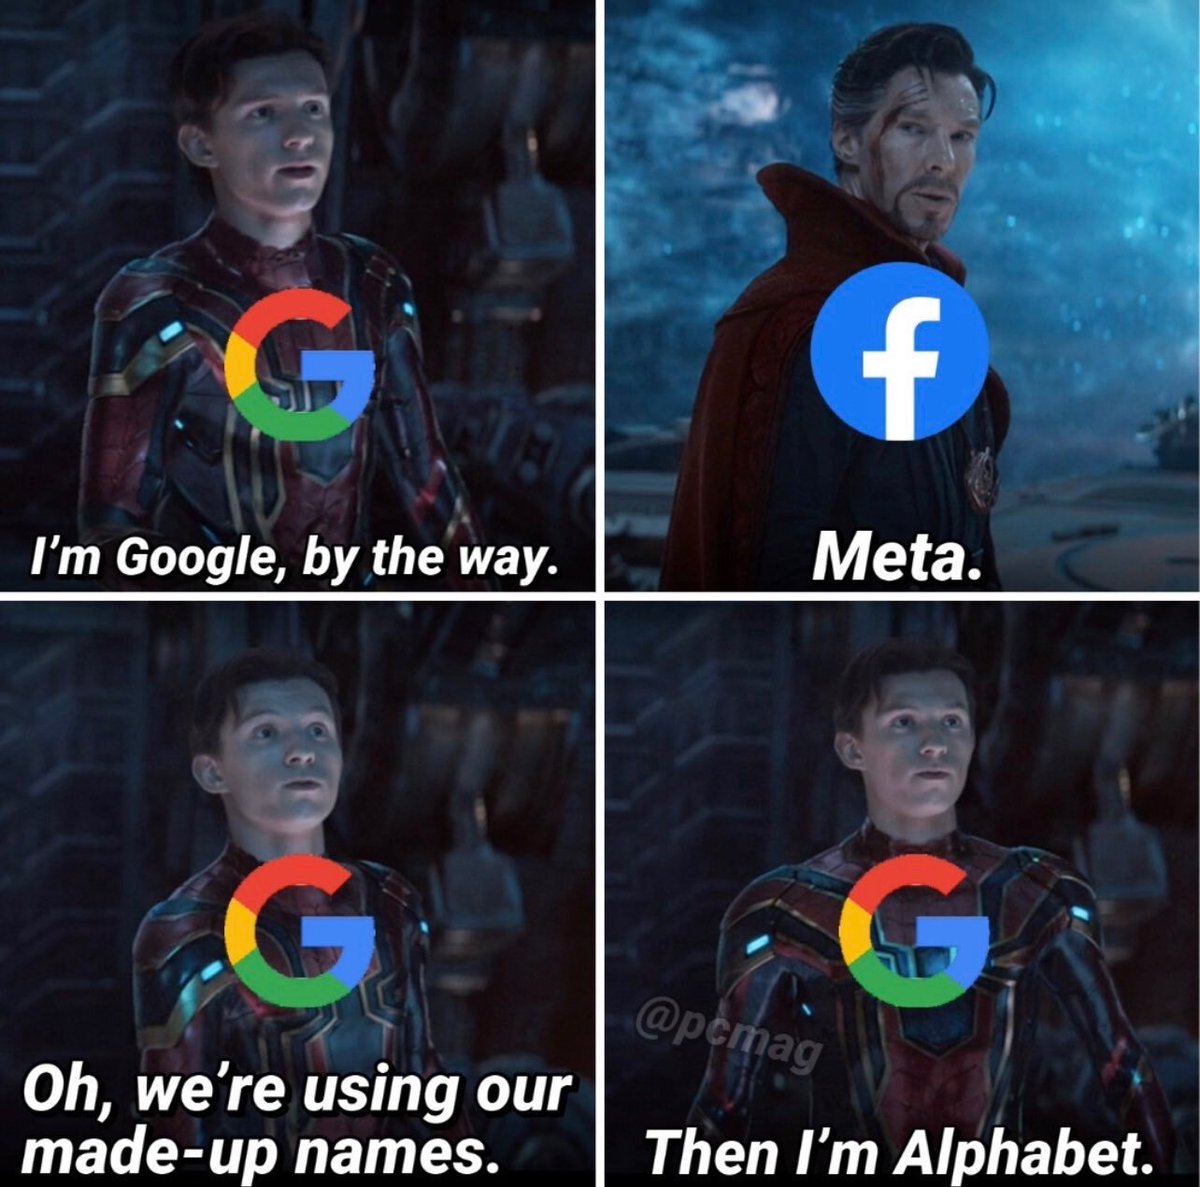 I'm Google, by the way.
Meta.
Oh, we're using our
made-up names.
@pcmag
Then I'm Alphabet.